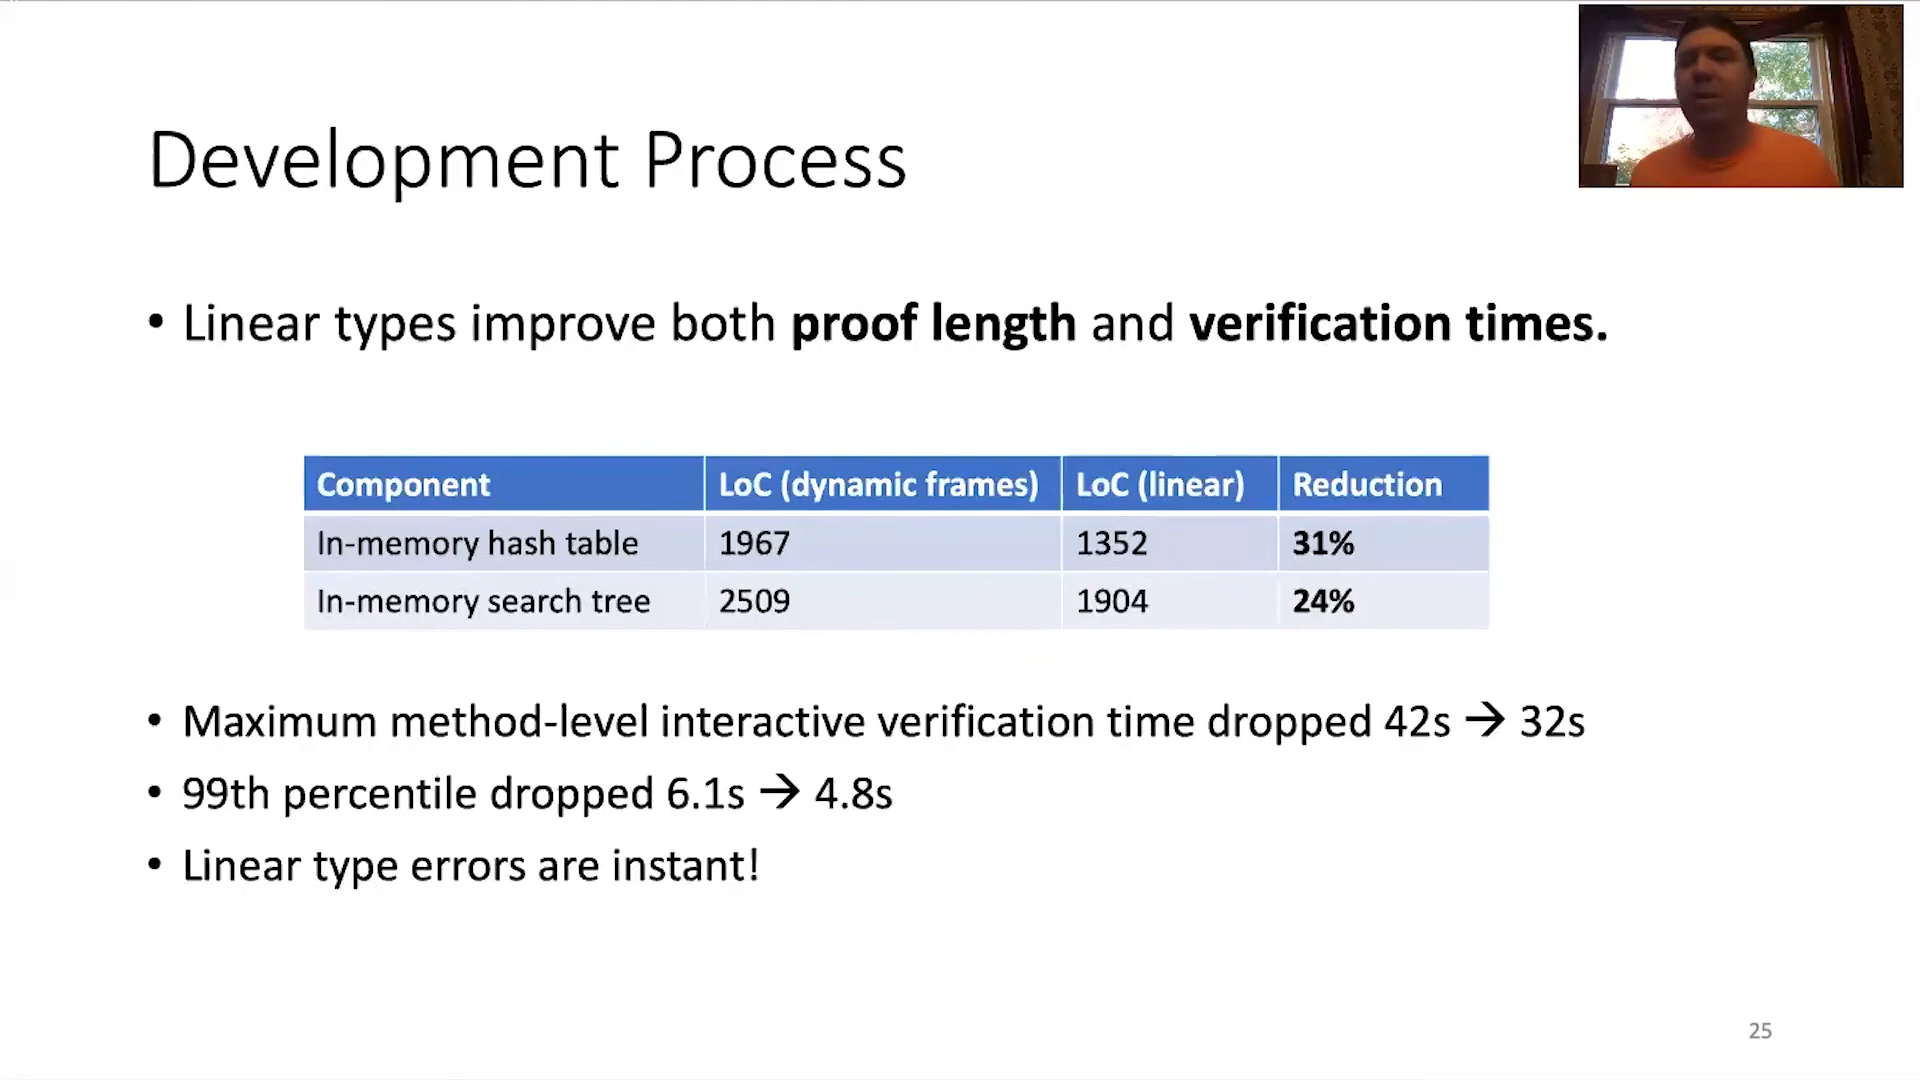 Development Process
• Linear types improve both proof length and verification times.
Component LoC (dynamic frames) LoC (linear) Reduction
In-memory hash table 1967 1352 31%
In-memory search tree 2509 1904 24%
• Maximum method-level interactive verification time dropped 42s → 32s
• 99th percentile dropped 6.1s → 4.8s
• Linear type errors are instant!
25